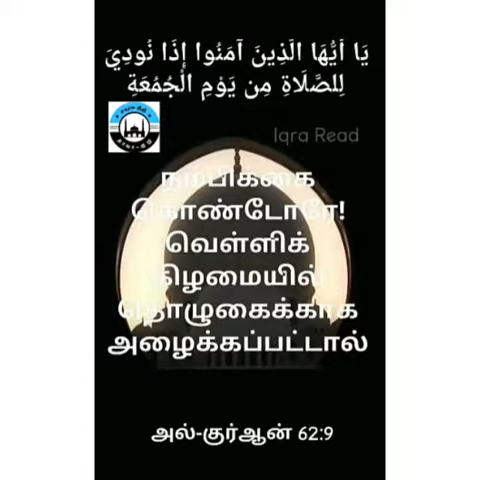 يَا أَيُّهَا الَّذِينَ آمَنُوا إِذَا نُودِيَ
لِلصَّلَاةِ مِن يَوْمِ الْجُمُعَةِ
Iqra Read
நம்பிக்கை
கொண்டோரே!
வெள்ளிக்
கிழமையில்
தொழுகைக்காக
அழைக்கப்பட்டால்
அல்-குர்ஆன் 62:9